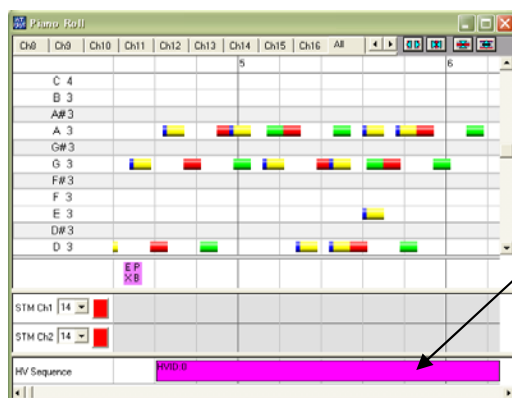 Piano Roll
Ch8 Ch9 Ch10 Ch11 Ch12 Ch13 Ch14 Ch15 Ch16 All
5 6
C 4
B 3
A# 3
A 3
G# 3
G 3
F# 3
F 3
E 3
D# 3
D 3
E P
X B
STM Ch1 14
STM Ch2 14
HV Sequence HVID:0